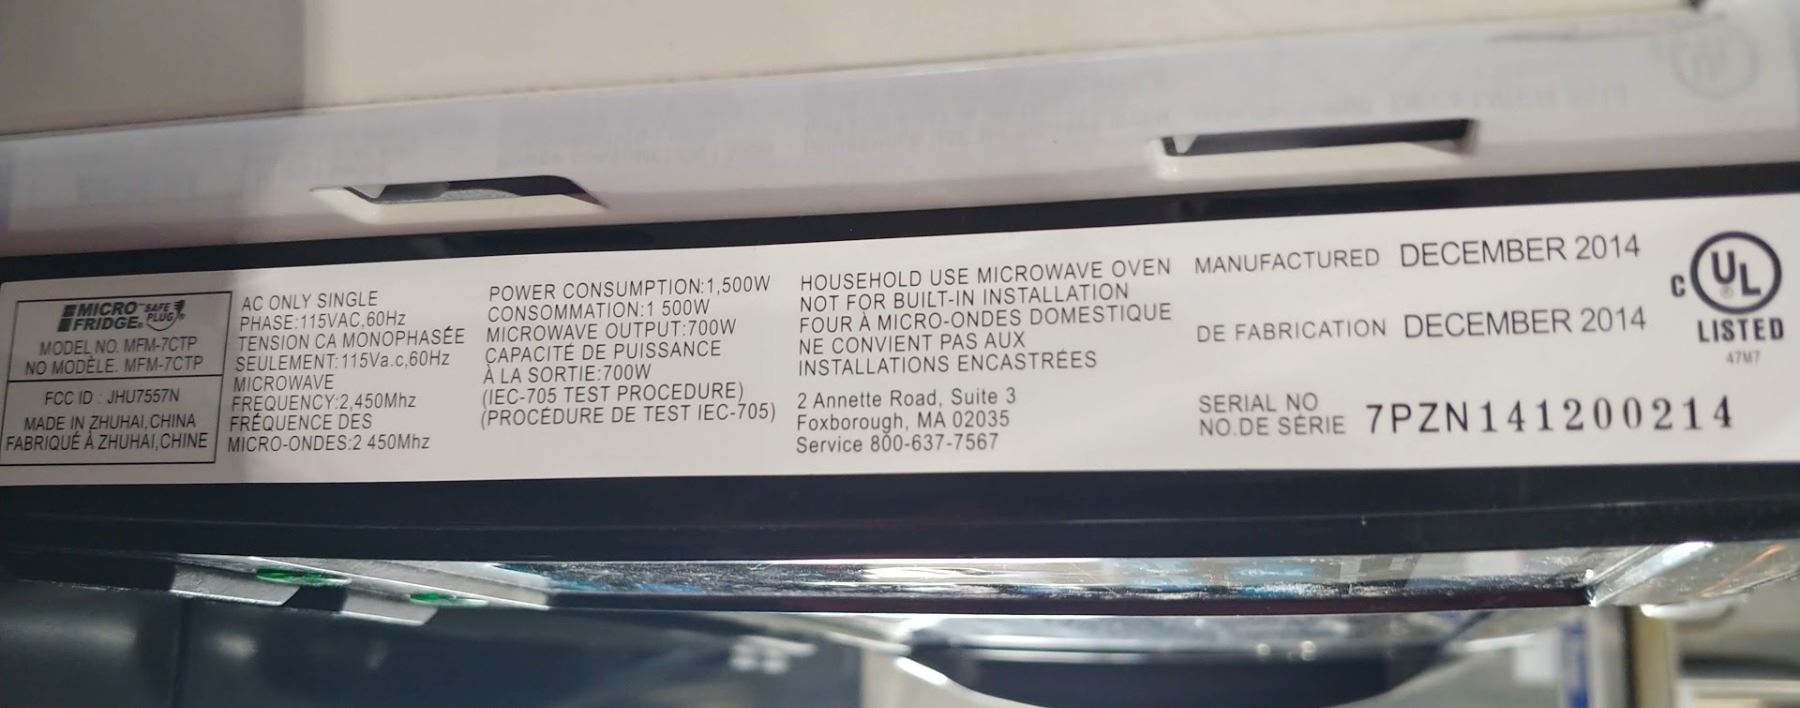 MICRO FRIDGE® SAFE PLUG®
MODEL NO. MFM-7CTP
NO MODÈLE. MFM-7CTP
FCC ID : JHU7557N
MADE IN ZHUHAI,CHINA
FABRIQUÉ À ZHUHAI,CHINE
AC ONLY SINGLE
PHASE:115VAC,60Hz
TENSION CA MONOPHASÉE
SEULEMENT:115Va.c,60Hz
MICROWAVE
FREQUENCY:2,450Mhz
FRÉQUENCE DES
MICRO-ONDES:2 450Mhz
POWER CONSUMPTION:1,500W
CONSOMMATION:1 500W
MICROWAVE OUTPUT:700W
CAPACITÉ DE PUISSANCE
À LA SORTIE:700W
(IEC-705 TEST PROCEDURE)
(PROCÉDURE DE TEST IEC-705)
HOUSEHOLD USE MICROWAVE OVEN
NOT FOR BUILT-IN INSTALLATION
FOUR À MICRO-ONDES DOMESTIQUE
NE CONVIENT PAS AUX
INSTALLATIONS ENCASTRÉES
2 Annette Road, Suite 3
Foxborough, MA 02035
Service 800-637-7567
MANUFACTURED DECEMBER 2014
DE FABRICATION DECEMBER 2014
SERIAL NO
NO.DE SÉRIE 7PZN141200214
C UL®
LISTED
47M7